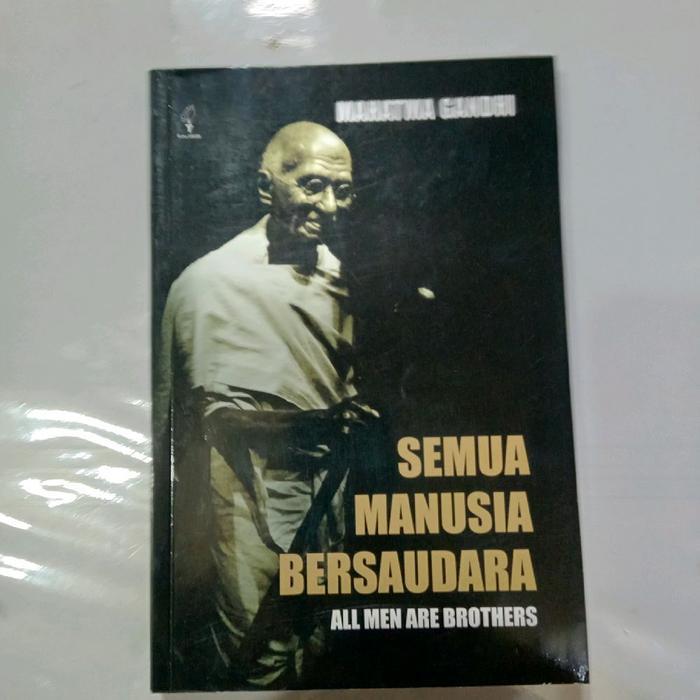 MAHATMA GANDHI
SEMUA
MANUSIA
BERSAUDARA
ALL MEN ARE BROTHERS